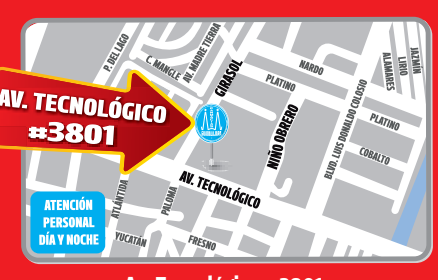 P. DEL LAGO
C. MANGLE
AV. MADRE TIERRA
GIRASOL
NARDO
PLATINO
ALAMARES
LIRIO
JAZMÍN
AV. TECNOLÓGICO
#3801
NIÑO OBRERO
BLVD. LUIS DONALDO COLOSIO
PLATINO
COBALTO
AV. TECNOLÓGICO
ATLÁNTIDA
PALOMA
ATENCIÓN
PERSONAL
DÍA Y NOCHE
YUCATÁN
FRESNO